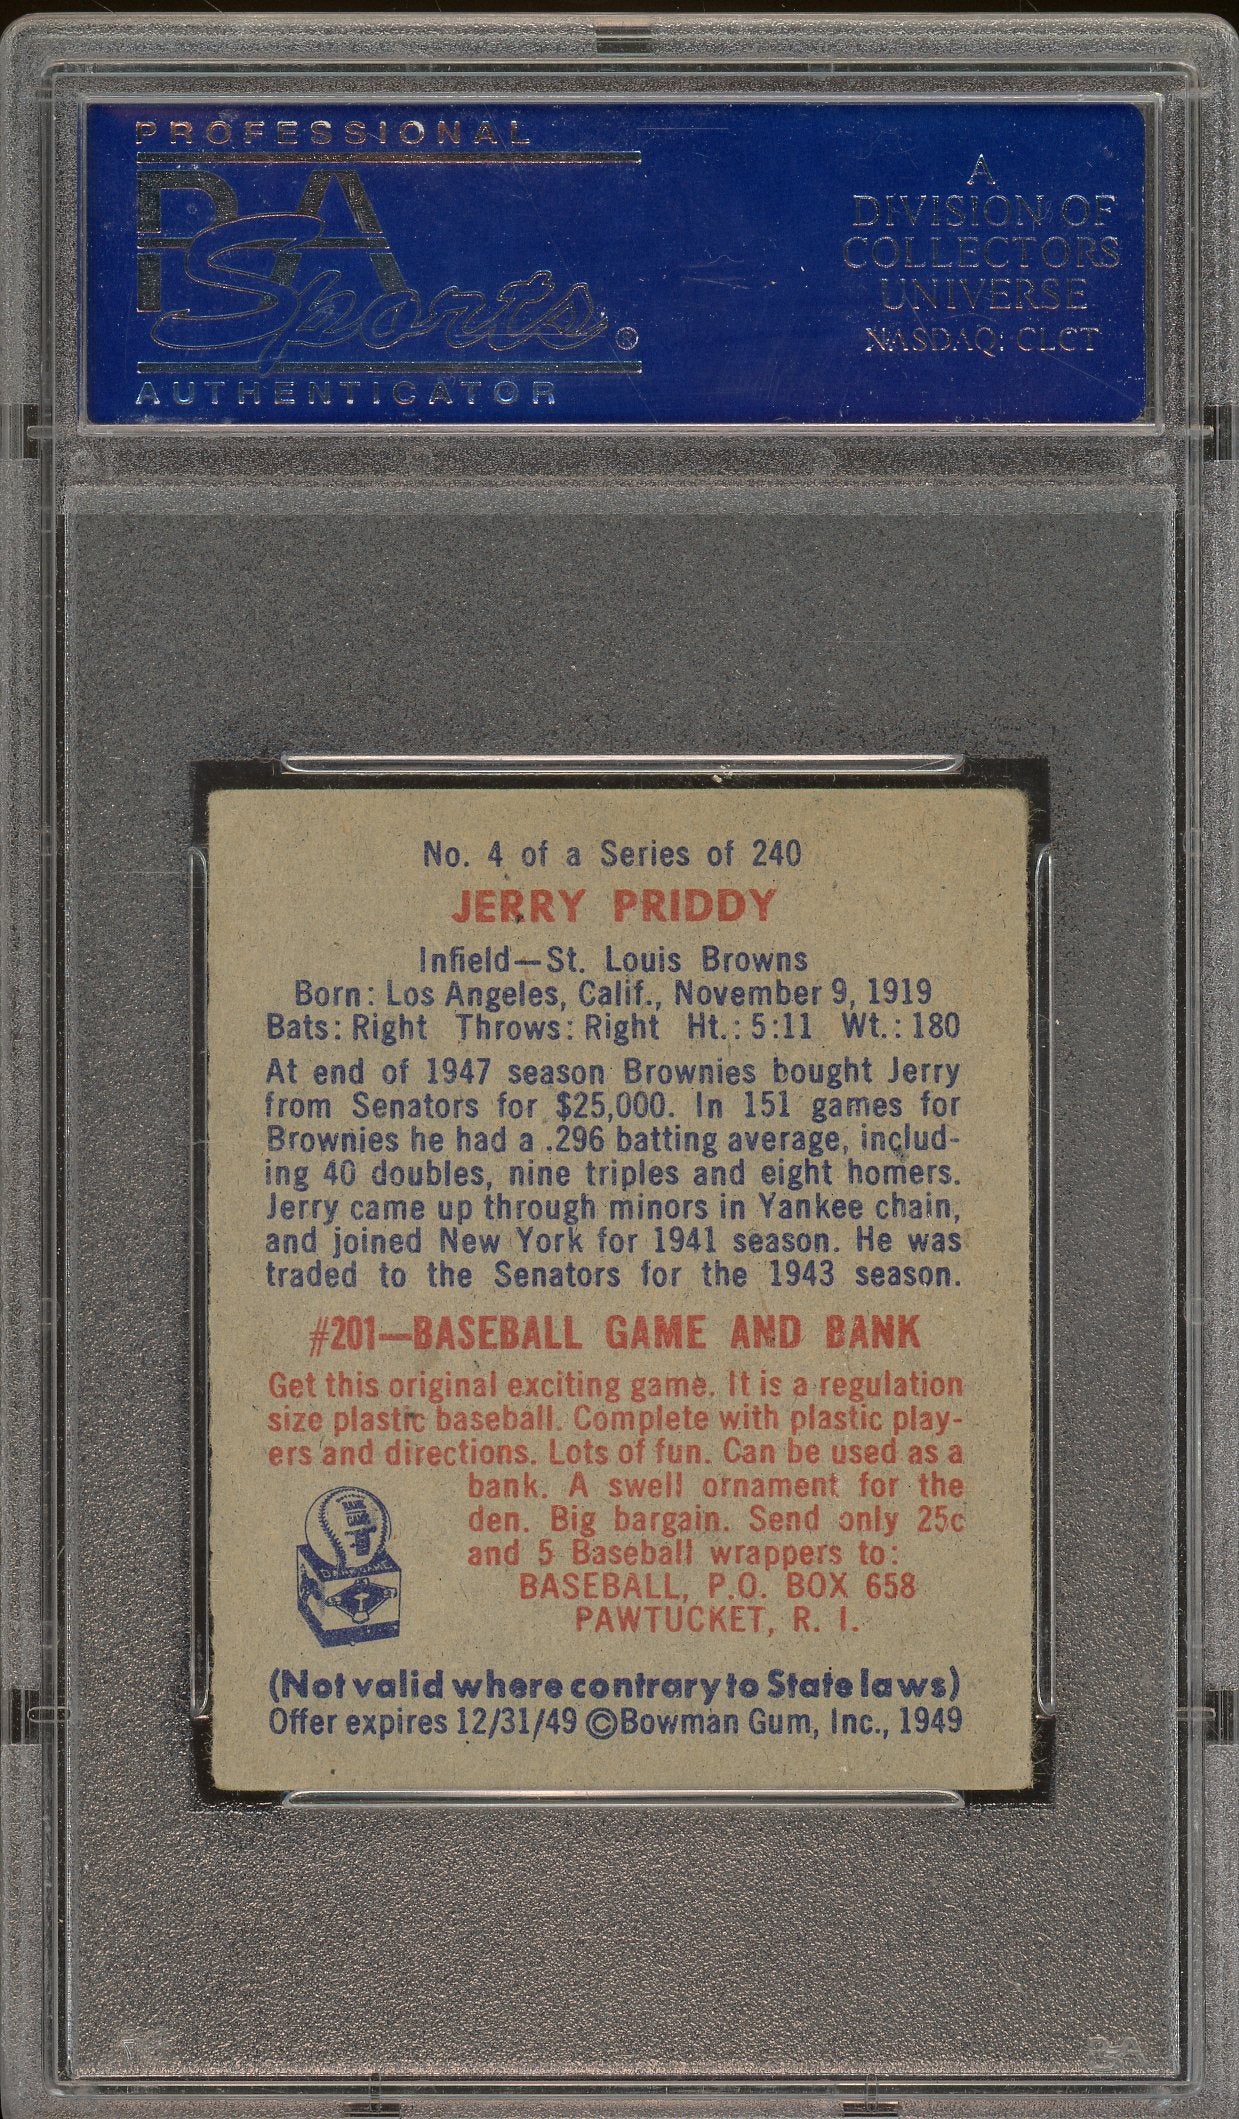 PROFESSIONAL
PSA
Sports®
AUTHENTICATOR
A
DIVISION OF
COLLECTORS
UNIVERSE
NASDAQ: CLCT
No. 4 of a Series of 240
JERRY PRIDDY
Infield—St. Louis Browns
Born: Los Angeles, Calif., November 9, 1919
Bats: Right Throws: Right Ht.: 5:11 Wt.: 180
At end of 1947 season Brownies bought Jerry
from Senators for $25,000. In 151 games for
Brownies he had a .296 batting average, includ-
ing 40 doubles, nine triples and eight homers.
Jerry came up through minors in Yankee chain,
and joined New York for 1941 season. He was
traded to the Senators for the 1943 season.
#201—BASEBALL GAME AND BANK
Get this original exciting game. It is a regulation
size plastic baseball. Complete with plastic play-
ers and directions. Lots of fun. Can be used as a
bank. A swell ornament for the
den. Big bargain. Send only 25c
and 5 Baseball wrappers to:
BASEBALL, P.O. BOX 658
PAWTUCKET, R. I.
BANK
GAME
(Not valid where contrary to State laws)
Offer expires 12/31/49 ©Bowman Gum, Inc., 1949
PSA